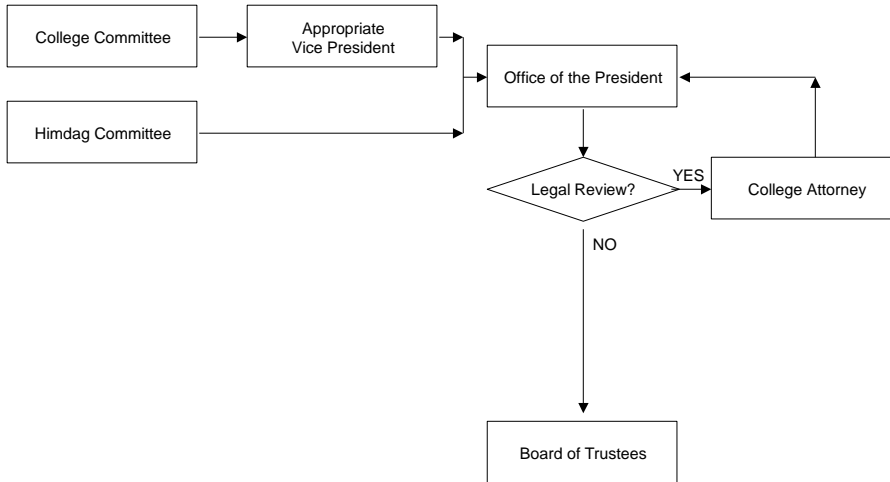 College Committee
Appropriate
Vice President
Office of the President
Himdag Committee
Legal Review?
YES
College Attorney
NO
Board of Trustees